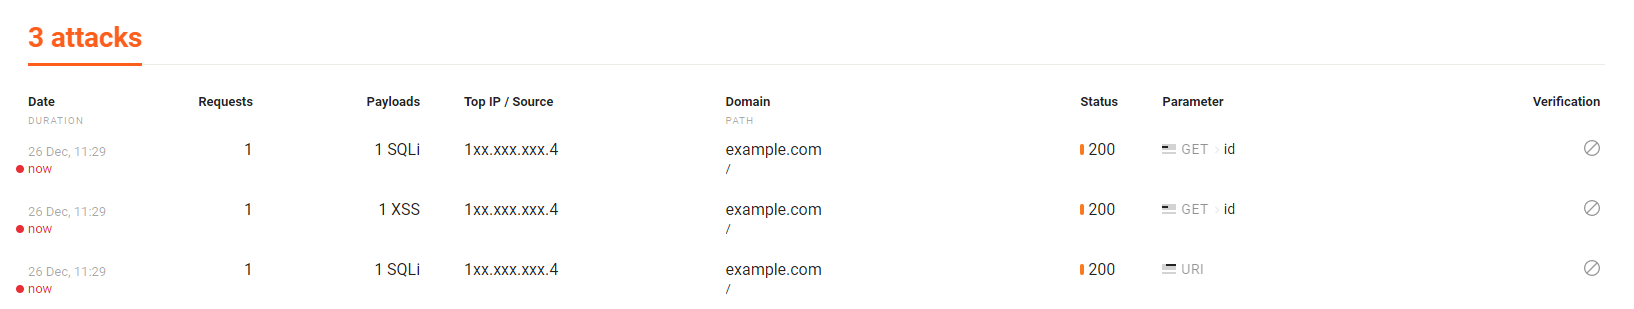 3 attacks
Date Requests Payloads Top IP / Source Domain Status Parameter Verification
DURATION PATH
26 Dec, 11:29 1 1 SQLi 1xx.xxx.xxx.4 example.com 200 GET › id
now /
26 Dec, 11:29 1 1 XSS 1xx.xxx.xxx.4 example.com 200 GET › id
now /
26 Dec, 11:29 1 1 SQLi 1xx.xxx.xxx.4 example.com 200 URI
now /